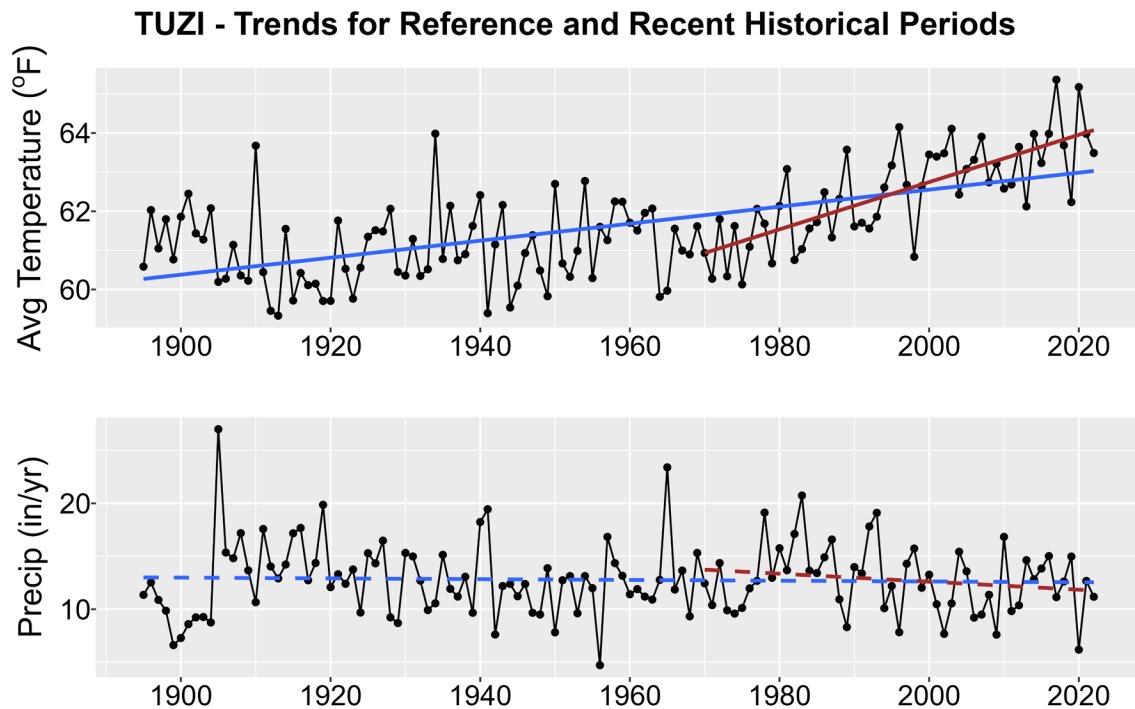 TUZI - Trends for Reference and Recent Historical Periods
Avg Temperature (°F)
64
62
60
1900 1920 1940 1960 1980 2000 2020
Precip (in/yr)
20
10
1900 1920 1940 1960 1980 2000 2020